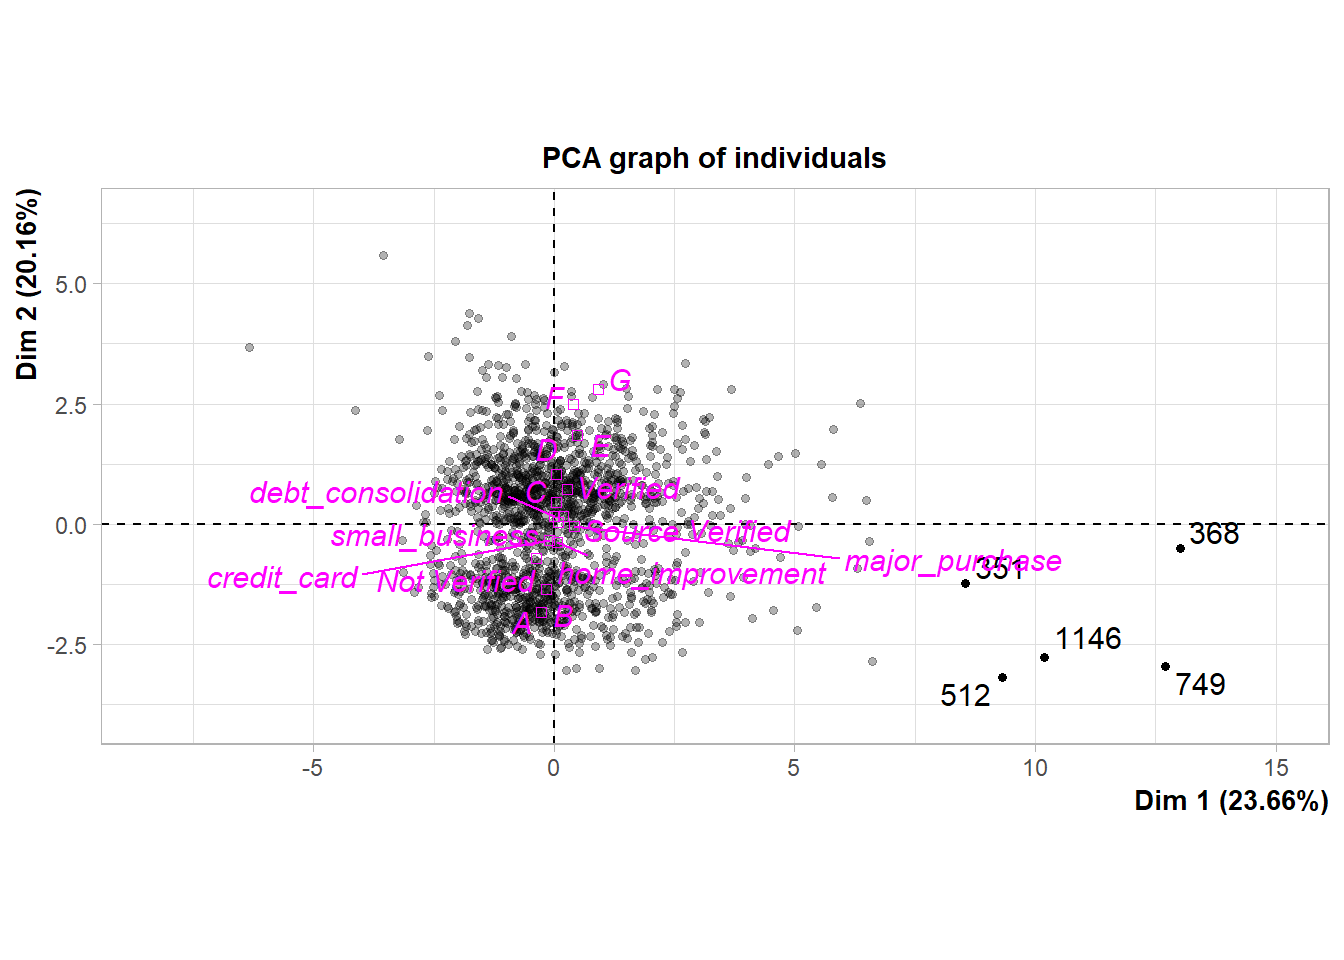 PCA graph of individuals
Dim 2 (20.16%)
5.0
2.5
0.0
-2.5
G
F
D
E
C
Verified
debt_consolidation
small_business
Source Verified
368
major_purchase
351
credit_card
Not Verified
home_improvement
A
B
1146
749
512
-5
0
5
10
15
Dim 1 (23.66%)